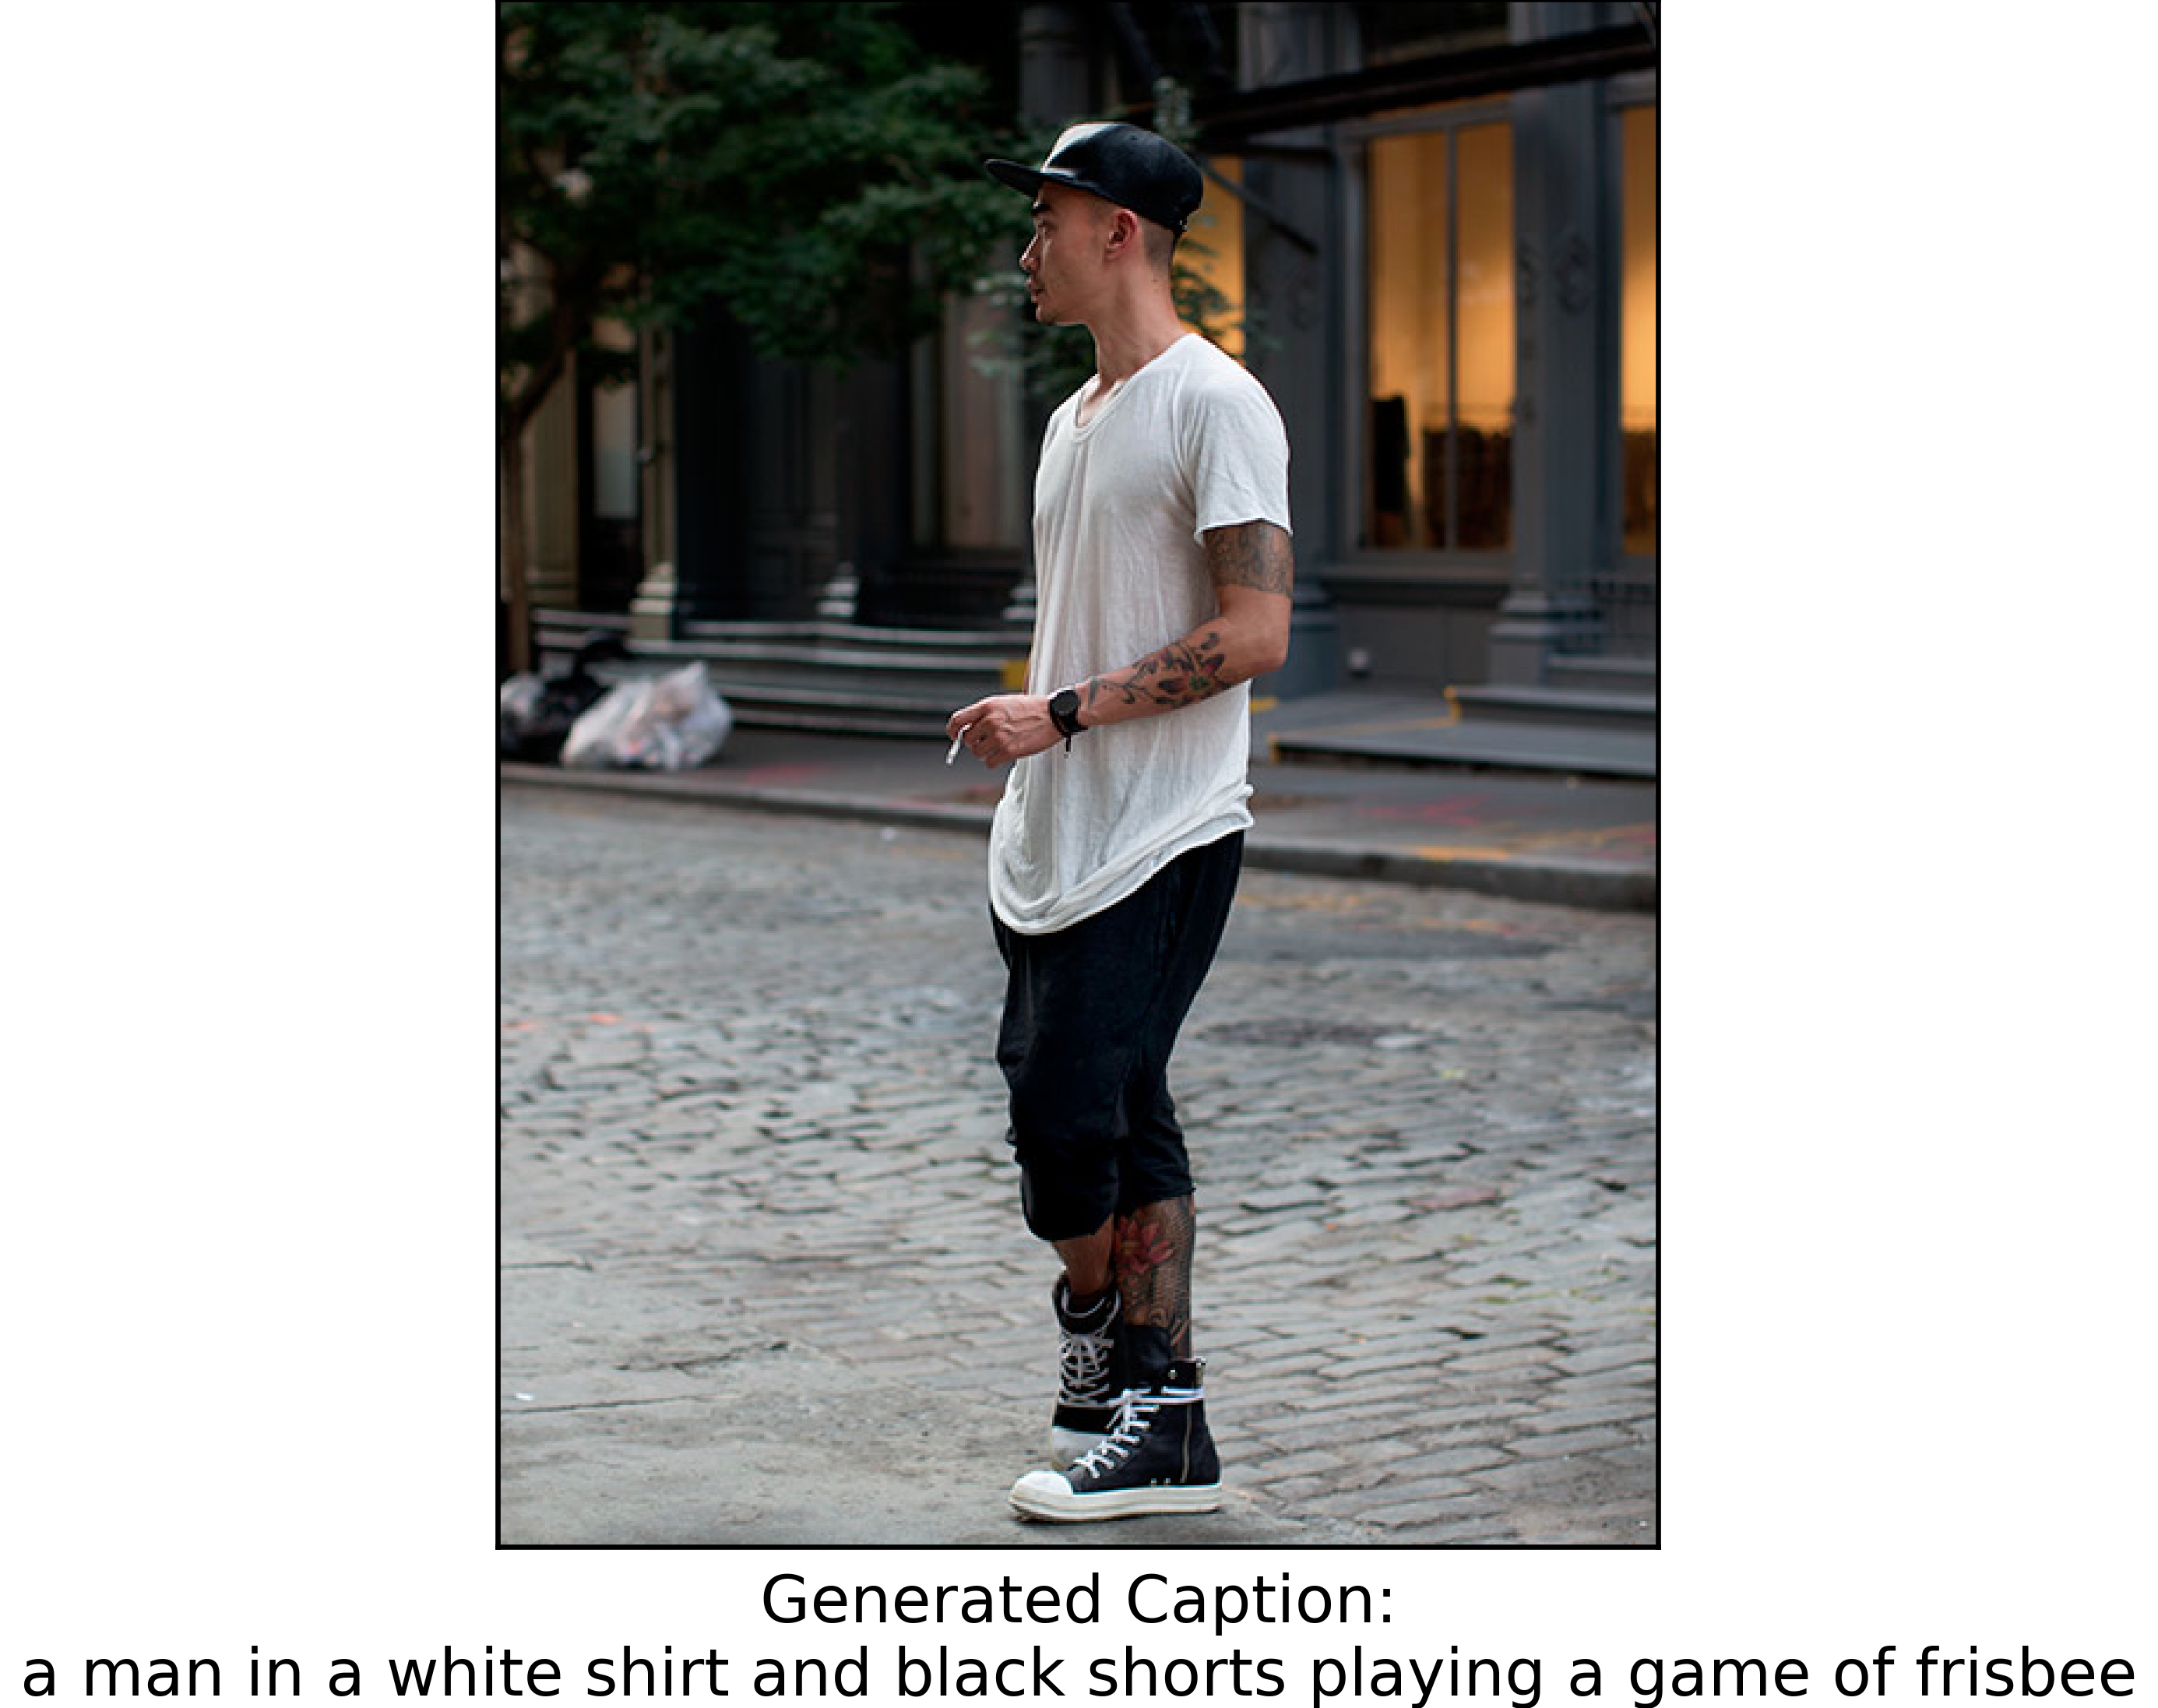 Generated Caption:
a man in a white shirt and black shorts playing a game of frisbee